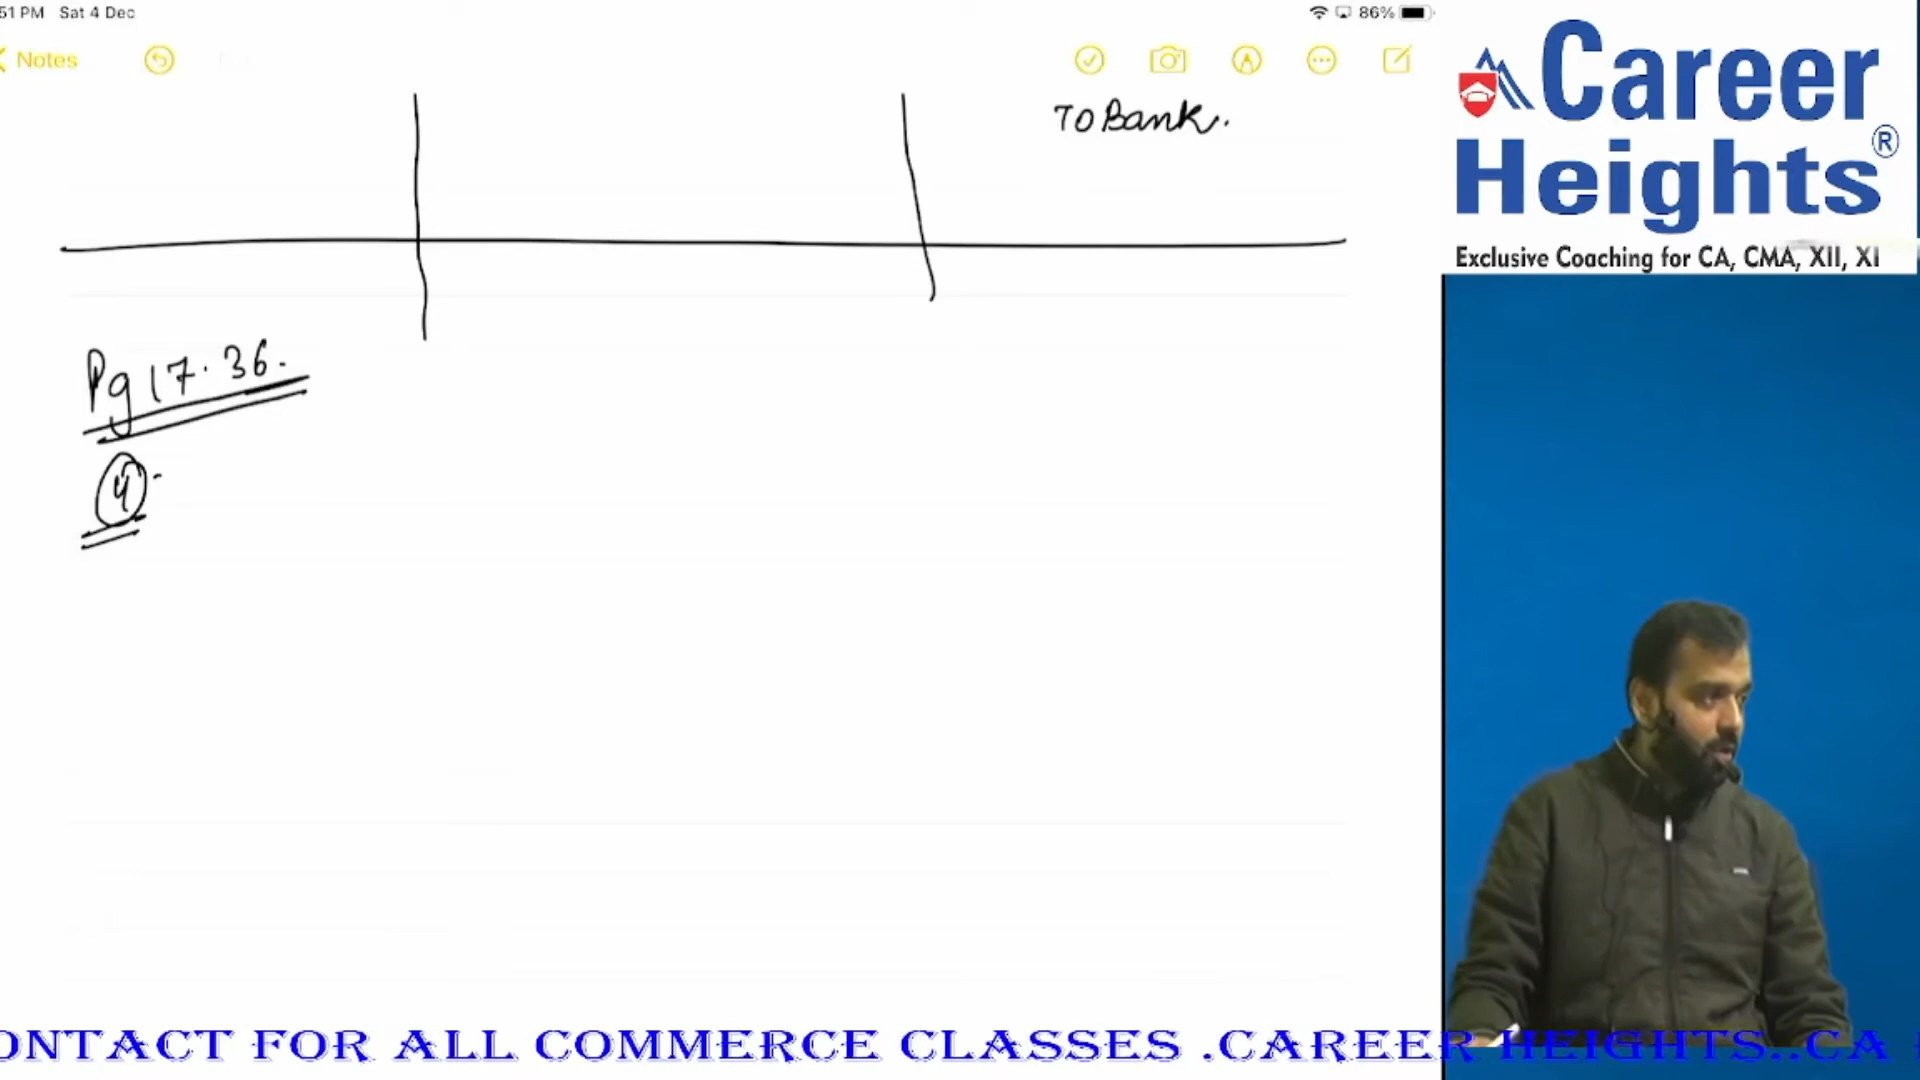 51 PM Sat 4 Dec
86%
Notes
To Bank.
Pg 17.36.
4
Career
Heights®
Exclusive Coaching for CA, CMA, XII, XI
ONTACT FOR ALL COMMERCE CLASSES .CAREER HEIGHTS..CA